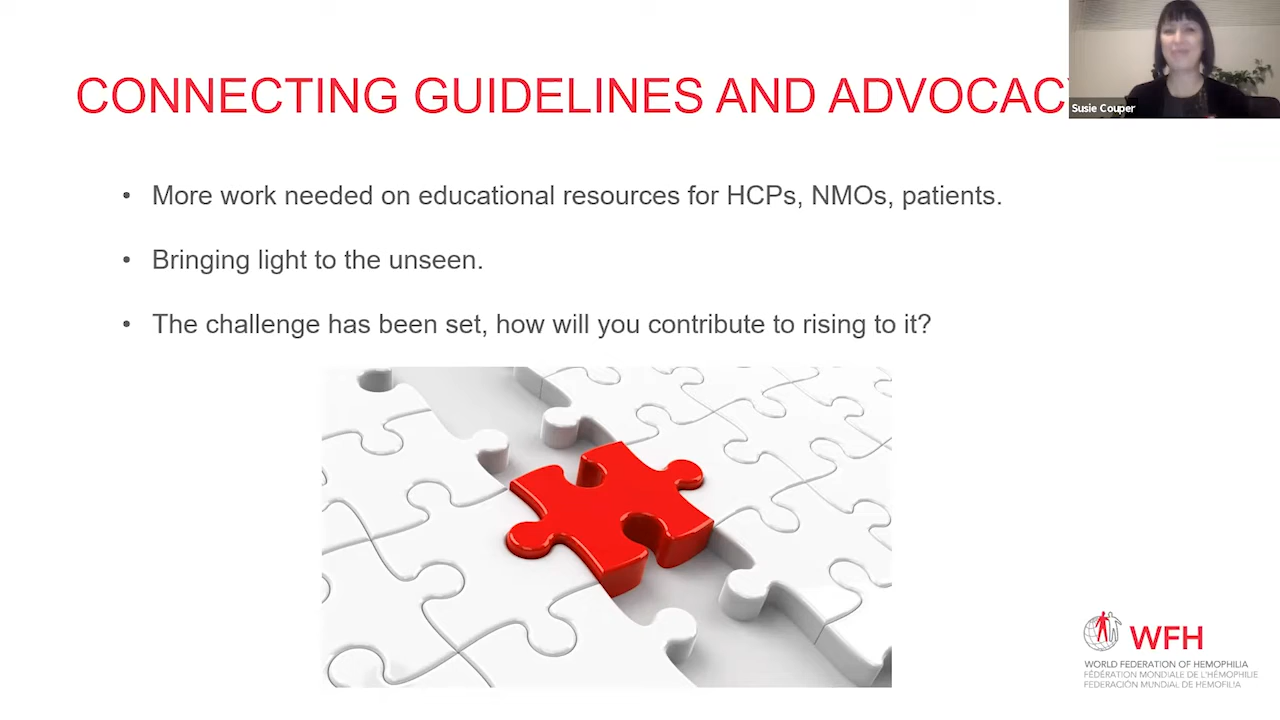 CONNECTING GUIDELINES AND ADVOCAC
Susie Couper
• More work needed on educational resources for HCPs, NMOs, patients.
• Bringing light to the unseen.
• The challenge has been set, how will you contribute to rising to it?
WFH
WORLD FEDERATION OF HEMOPHILIA
FÉDÉRATION MONDIALE DE L'HÉMOPHILIE
FEDERACIÓN MUNDIAL DE HEMOFILIA